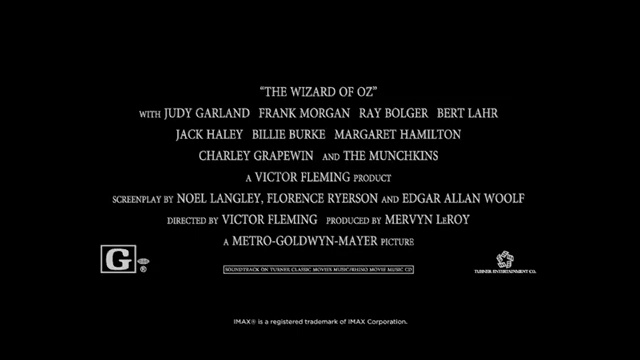 "THE WIZARD OF OZ"
WITH JUDY GARLAND FRANK MORGAN RAY BOLGER BERT LAHR
JACK HALEY BILLIE BURKE MARGARET HAMILTON
CHARLEY GRAPEWIN AND THE MUNCHKINS
A VICTOR FLEMING PRODUCT
SCREENPLAY BY NOEL LANGLEY, FLORENCE RYERSON AND EDGAR ALLAN WOOLF
DIRECTED BY VICTOR FLEMING PRODUCED BY MERVYN LEROY
A METRO-GOLDWYN-MAYER PICTURE
G ®
SOUNDTRACK ON TURNER CLASSIC MOVIES MUSIC/RHINO MOVIE MUSIC CD
TURNER ENTERTAINMENT CO.
IMAX® is a registered trademark of IMAX Corporation.